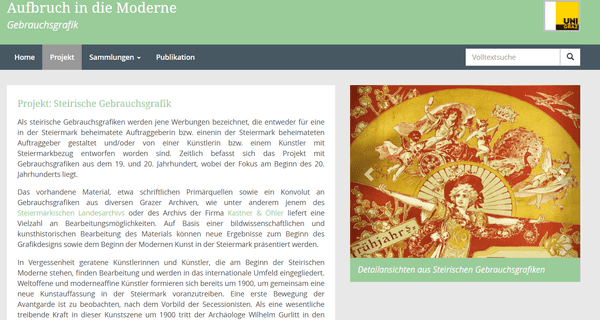 Aufbruch in die Moderne
Gebrauchsgrafik
UNI
GRAZ
Home Projekt Sammlungen Publikation
Volltextsuche
Projekt: Steirische Gebrauchsgrafik
Als steirische Gebrauchsgrafiken werden jene Werbungen bezeichnet, die entweder für eine
in der Steiermark beheimatete Auftraggeberin bzw. einenin der Steiermark beheimateten
Auftraggeber gestaltet und/oder von einer Künstlerin bzw. einem Künstler mit
Steiermarkbezug entworfen worden sind. Zeitlich befasst sich das Projekt mit
Gebrauchsgrafiken aus dem 19. und 20. Jahrhundert, wobei der Fokus am Beginn des 20.
Jahrhunderts liegt.
Das vorhandene Material, etwa schriftlichen Primärquellen sowie ein Konvolut an
Gebrauchsgrafiken aus diversen Grazer Archiven, wie unter anderem jenem des
Steiermärkischen Landesarchivs oder des Archivs der Firma Kastner & Öhler liefert eine
Vielzahl an Bearbeitungsmöglichkeiten. Auf Basis einer bildwissenschaftlichen und
kunsthistorischen Bearbeitung des Materials können neue Ergebnisse zum Beginn des
Grafikdesigns sowie dem Beginn der Modernen Kunst in der Steiermark präsentiert werden.
In Vergessenheit geratene Künstlerinnen und Künstler, die am Beginn der Steirischen
Moderne stehen, finden Bearbeitung und werden in das internationale Umfeld eingegliedert.
Weltoffene und moderneaffine Künstler formieren sich bereits um 1900, um gemeinsam eine
neue Kunstauffassung in der Steiermark voranzutreiben. Eine erste Bewegung der
Avantgarde ist zu beobachten, nach dem Vorbild der Secessionisten. Als eine wesentliche
treibende Kraft in dieser Kunstszene um 1900 tritt der Archäologe Wilhelm Gurlitt in den
Frühjahr
Detailansichten aus Steirischen Gebrauchsgrafiken